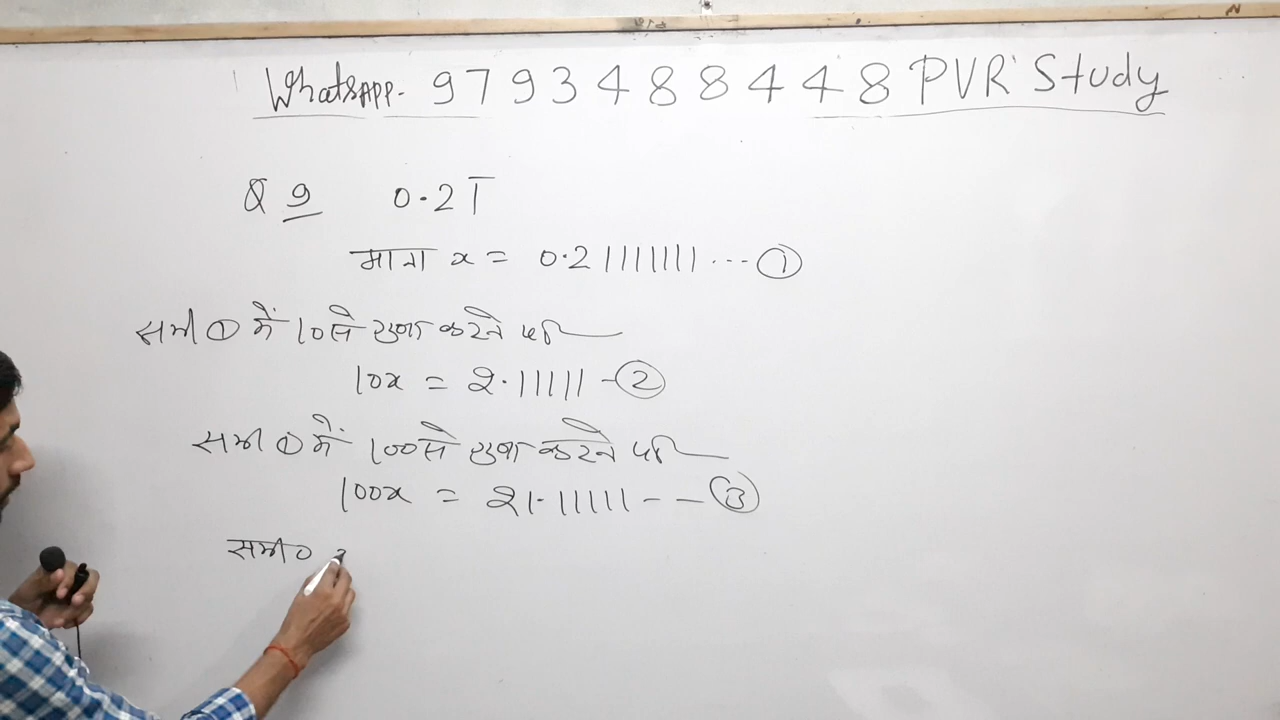 WhatsApp. 9793488448 PVR Study
Q 9 0.21̅
माना x = 0.21111111 ... ①
समी ① में 10 से गुणा करने पर
10x = 2.11111 - ②
समी ① में 100 से गुणा करने पर
100x = 21.11111 - - ③
समी०